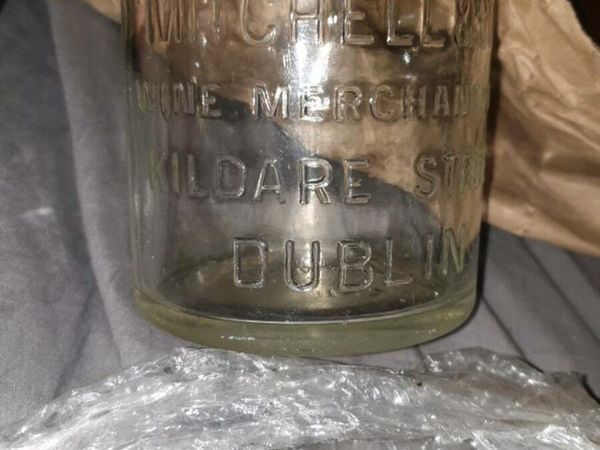 MITCHELL &
WINE MERCHAN
KILDARE ST
DUBLIN